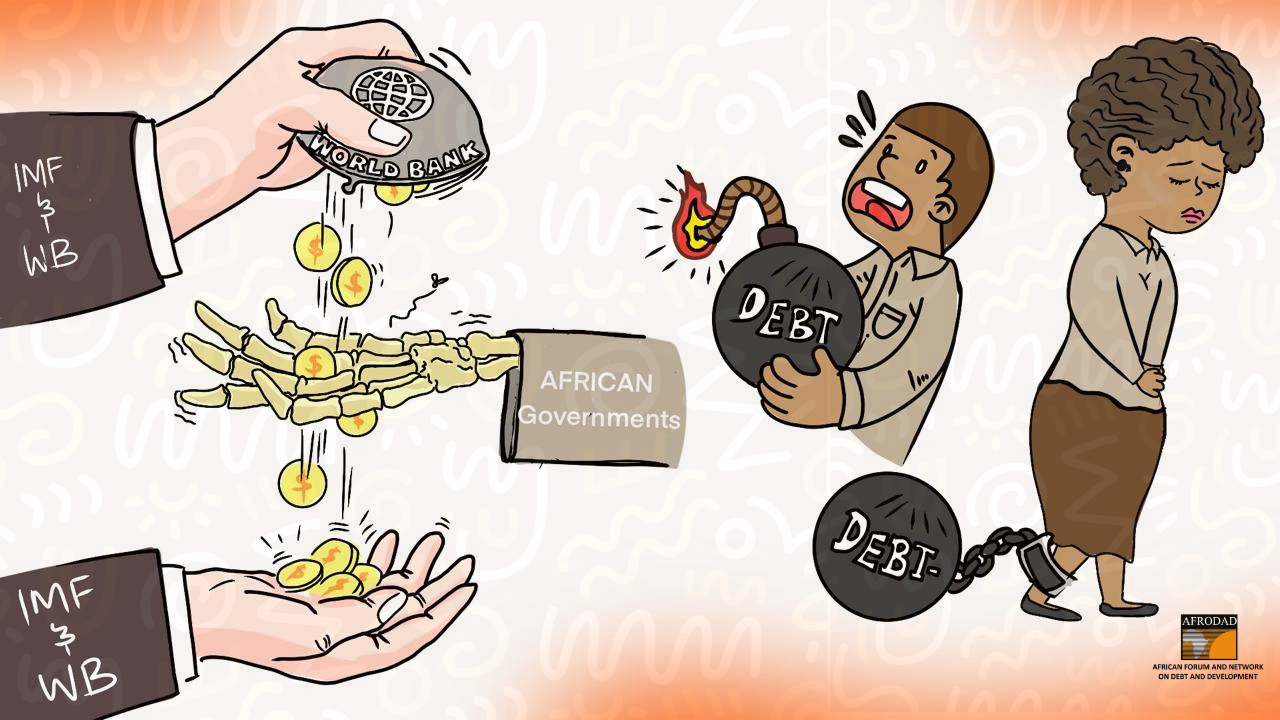 IMF
&
WB
WORLD BANK
$
$
$
$
AFRICAN
Governments
IMF
&
WB
DEBT
DEBT-
AFRODAD
AFRICAN FORUM AND NETWORK
ON DEBT AND DEVELOPMENT